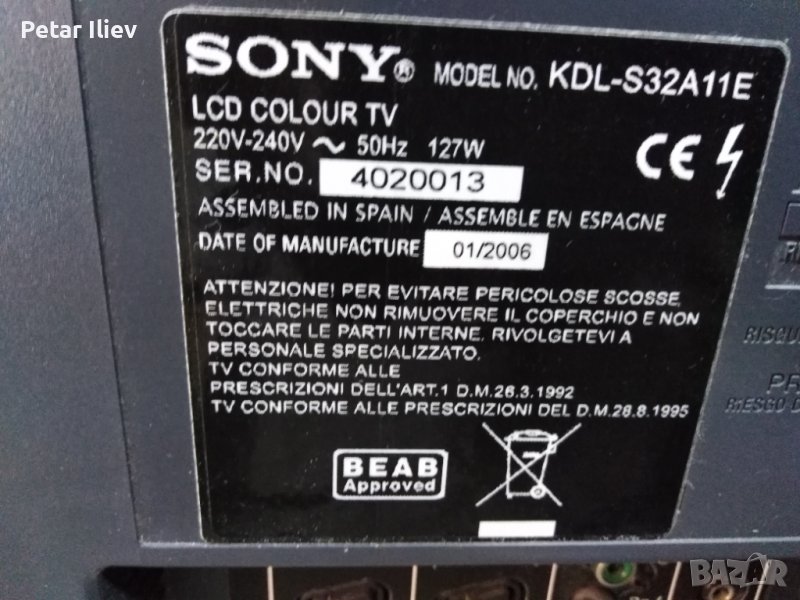 Petar Iliev
SONY® MODEL NO. KDL-S32A11E
LCD COLOUR TV
220V-240V ~ 50Hz 127W
SER.NO. 4020013
CE
ASSEMBLED IN SPAIN / ASSEMBLE EN ESPAGNE
DATE OF MANUFACTURE 01/2006
ATTENZIONE! PER EVITARE PERICOLOSE SCOSSE
ELETTRICHE NON RIMUOVERE IL COPERCHIO E NON
TOCCARE LE PARTI INTERNE. RIVOLGETEVI A
PERSONALE SPECIALIZZATO.
TV CONFORME ALLE
PRESCRIZIONI DELL'ART.1 D.M.26.3.1992
TV CONFORME ALLE PRESCRIZIONI DEL D.M.28.8.1995
BEAB
Approved
RIESGO D
BAZAR